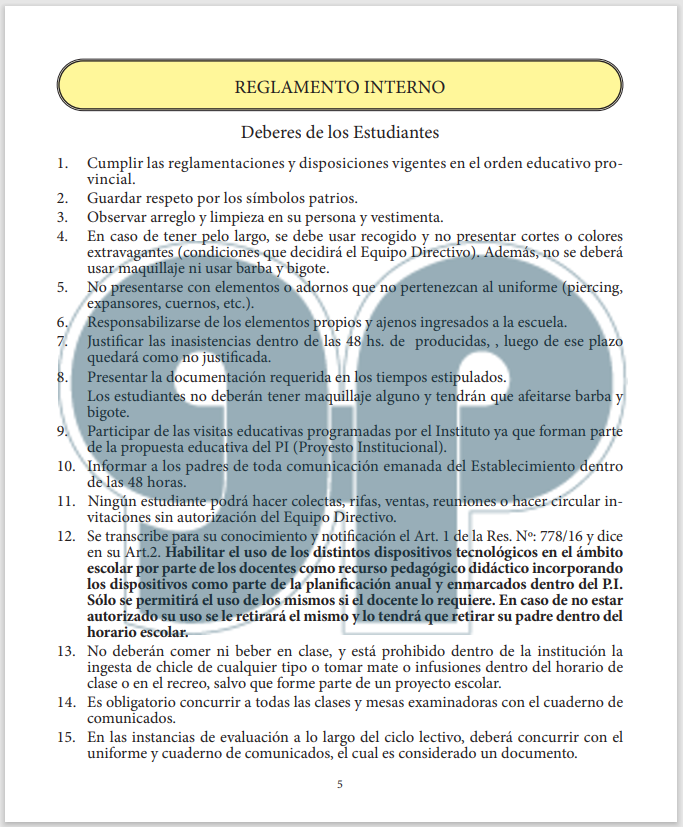 REGLAMENTO INTERNO
Deberes de los Estudiantes
1. Cumplir las reglamentaciones y disposiciones vigentes en el orden educativo pro-
vincial.
2. Guardar respeto por los símbolos patrios.
3. Observar arreglo y limpieza en su persona y vestimenta.
4. En caso de tener pelo largo, se debe usar recogido y no presentar cortes o colores
extravagantes (condiciones que decidirá el Equipo Directivo). Además, no se deberá
usar maquillaje ni usar barba y bigote.
5. No presentarse con elementos o adornos que no pertenezcan al uniforme (piercing,
expansores, cuernos, etc.).
6. Responsabilizarse de los elementos propios y ajenos ingresados a la escuela.
7. Justificar las inasistencias dentro de las 48 hs. de producidas, , luego de ese plazo
quedará como no justificada.
8. Presentar la documentación requerida en los tiempos estipulados.
Los estudiantes no deberán tener maquillaje alguno y tendrán que afeitarse barba y
bigote.
9. Participar de las visitas educativas programadas por el Instituto ya que forman parte
de la propuesta educativa del PI (Proyesto Institucional).
10. Informar a los padres de toda comunicación emanada del Establecimiento dentro
de las 48 horas.
11. Ningún estudiante podrá hacer colectas, rifas, ventas, reuniones o hacer circular in-
vitaciones sin autorización del Equipo Directivo.
12. Se transcribe para su conocimiento y notificación el Art. 1 de la Res. Nº: 778/16 y dice
en su Art.2. Habilitar el uso de los distintos dispositivos tecnológicos en el ámbito
escolar por parte de los docentes como recurso pedagógico didáctico incorporando
los dispositivos como parte de la planificación anual y enmarcados dentro del P.I.
Sólo se permitirá el uso de los mismos si el docente lo requiere. En caso de no estar
autorizado su uso se le retirará el mismo y lo tendrá que retirar su padre dentro del
horario escolar.
13. No deberán comer ni beber en clase, y está prohibido dentro de la institución la
ingesta de chicle de cualquier tipo o tomar mate o infusiones dentro del horario de
clase o en el recreo, salvo que forme parte de un proyecto escolar.
14. Es obligatorio concurrir a todas las clases y mesas examinadoras con el cuaderno de
comunicados.
15. En las instancias de evaluación a lo largo del ciclo lectivo, deberá concurrir con el
uniforme y cuaderno de comunicados, el cual es considerado un documento.
5